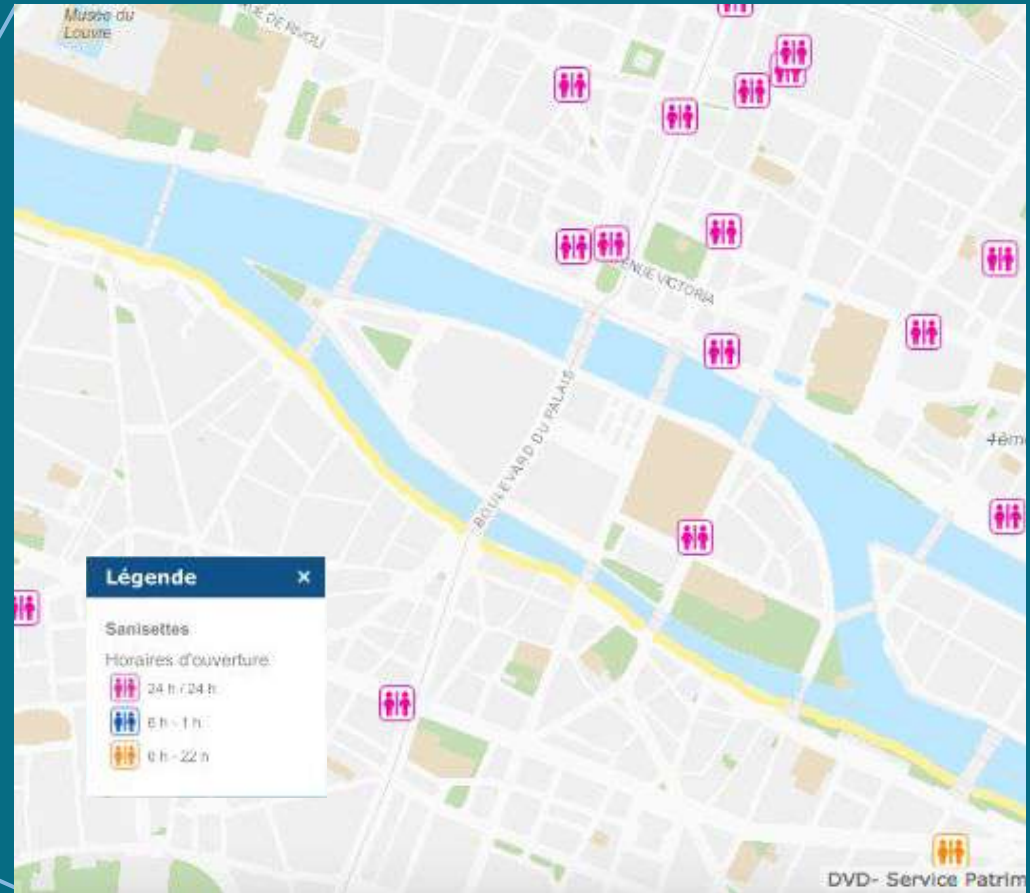 Musée du
Louvre
RUE DE RIVOLI
AVENUE VICTORIA
BOULEVARD DU PALAIS
4ème
Légende ×
Sanisettes
Horaires d'ouverture
24 h / 24 h
6 h - 1 h
6 h - 22 h
DVD- Service Patrim